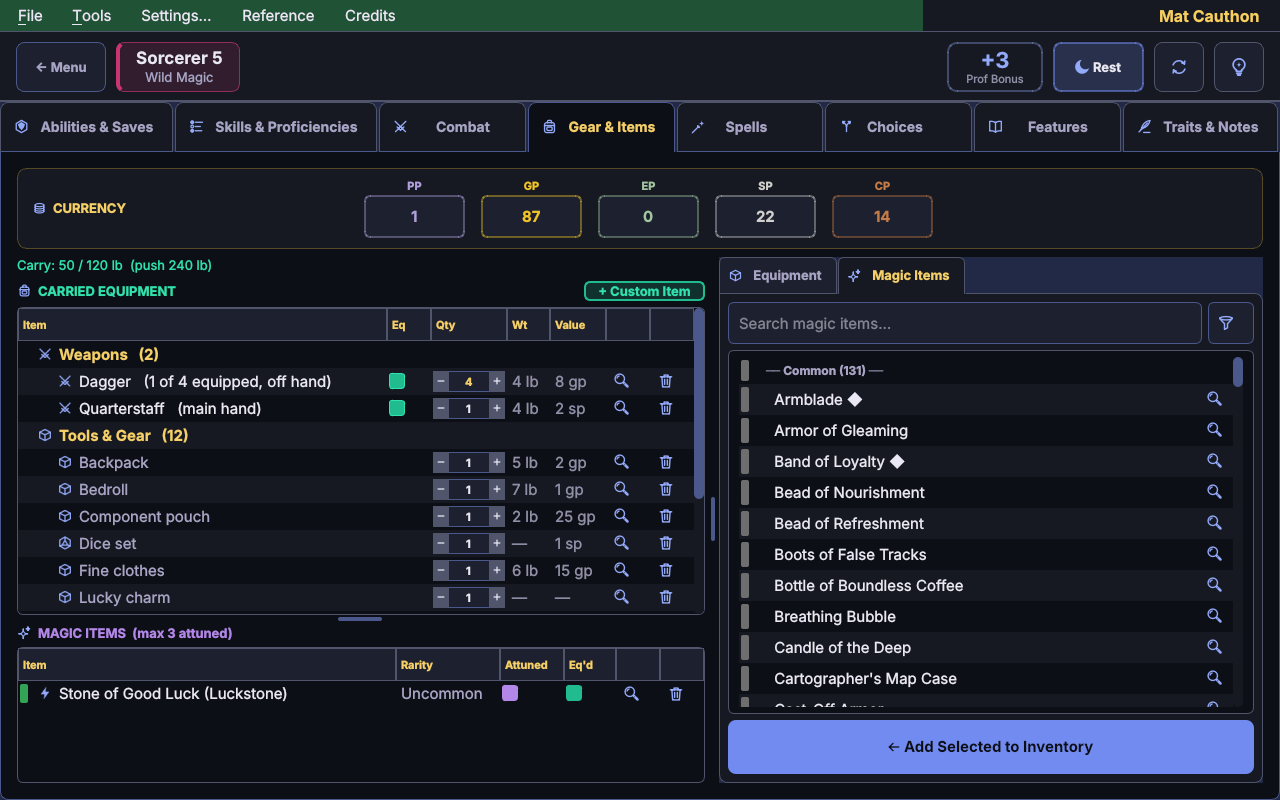 File Tools Settings... Reference Credits Mat Cauthon
← Menu
Sorcerer 5
Wild Magic
+3
Prof Bonus
Rest
Abilities & Saves Skills & Proficiencies Combat Gear & Items Spells Choices Features Traits & Notes
CURRENCY
PP GP EP SP CP
1 87 0 22 14
Carry: 50 / 120 lb (push 240 lb)
CARRIED EQUIPMENT + Custom Item
Item Eq Qty Wt Value
Weapons (2)
Dagger (1 of 4 equipped, off hand) − 4 + 4 lb 8 gp
Quarterstaff (main hand) − 1 + 4 lb 2 sp
Tools & Gear (12)
Backpack − 1 + 5 lb 2 gp
Bedroll − 1 + 7 lb 1 gp
Component pouch − 1 + 2 lb 25 gp
Dice set − 1 + — 1 sp
Fine clothes − 1 + 6 lb 15 gp
Lucky charm − 1 + — —
MAGIC ITEMS (max 3 attuned)
Item Rarity Attuned Eq'd
Stone of Good Luck (Luckstone) Uncommon
Equipment Magic Items
Search magic items...
— Common (131) —
Armblade ◆
Armor of Gleaming
Band of Loyalty ◆
Bead of Nourishment
Bead of Refreshment
Boots of False Tracks
Bottle of Boundless Coffee
Breathing Bubble
Candle of the Deep
Cartographer's Map Case
← Add Selected to Inventory